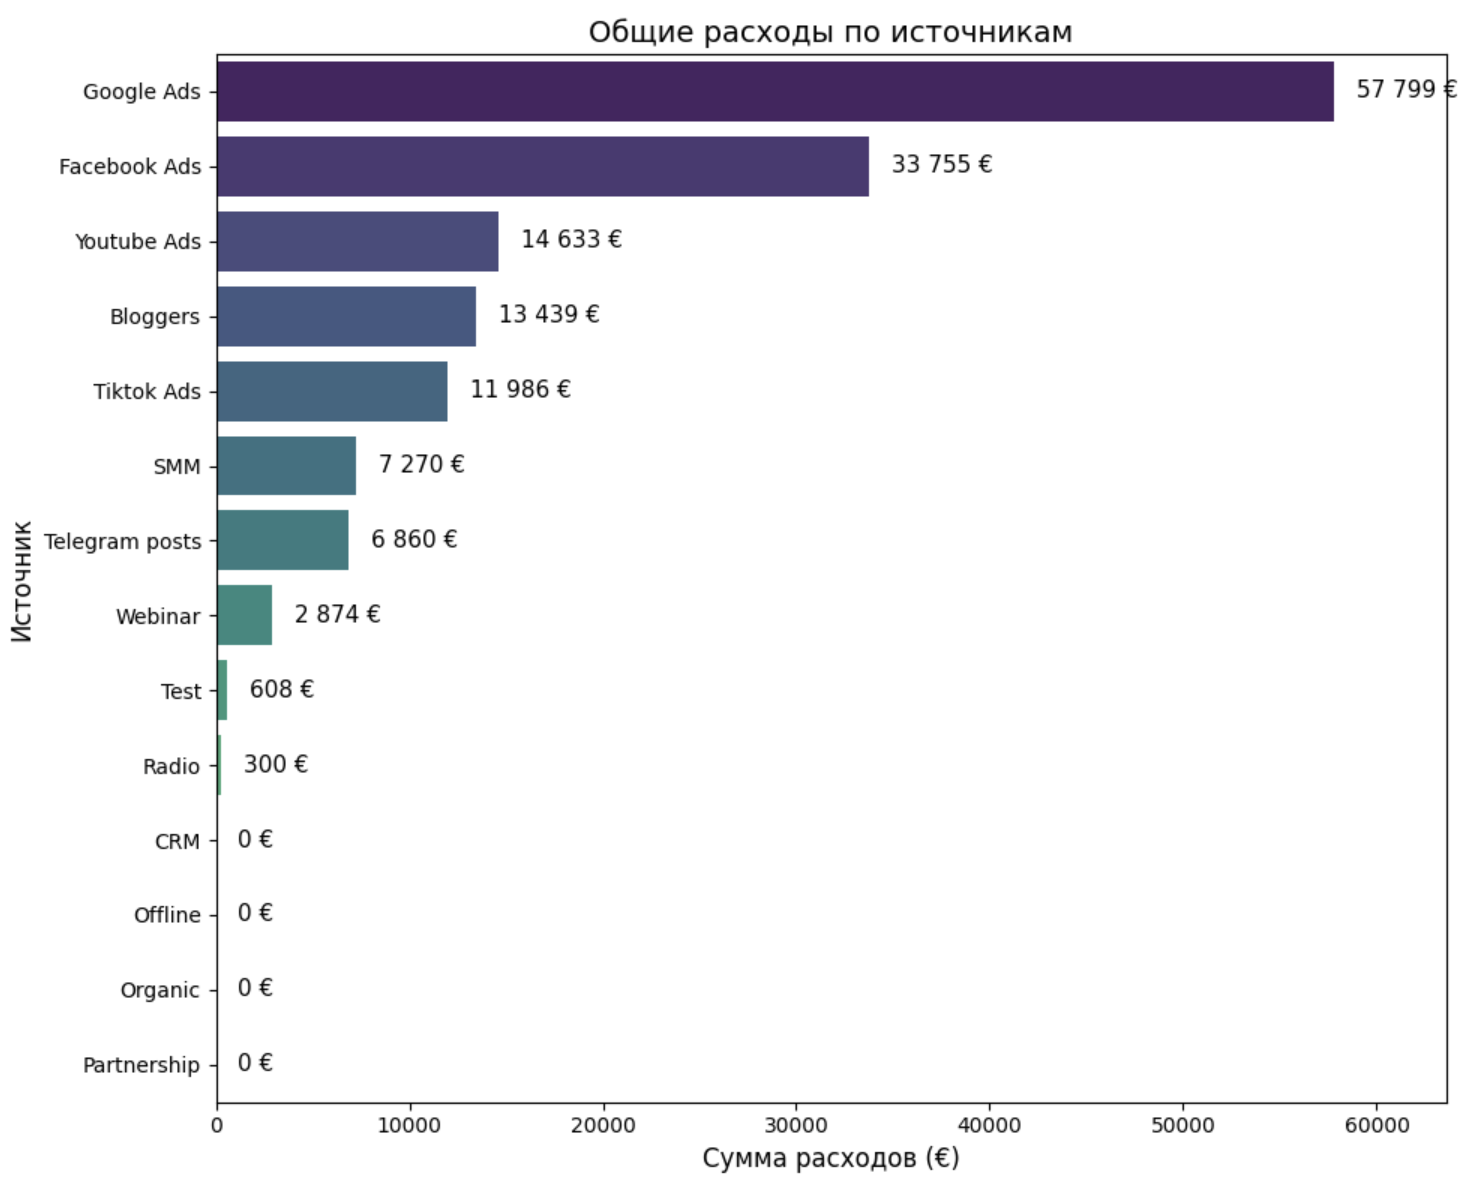 Общие расходы по источникам
Google Ads 57 799 €
Facebook Ads 33 755 €
Youtube Ads 14 633 €
Bloggers 13 439 €
Tiktok Ads 11 986 €
SMM 7 270 €
Telegram posts 6 860 €
Webinar 2 874 €
Test 608 €
Radio 300 €
CRM 0 €
Offline 0 €
Organic 0 €
Partnership 0 €
Источник
0 10000 20000 30000 40000 50000 60000
Сумма расходов (€)